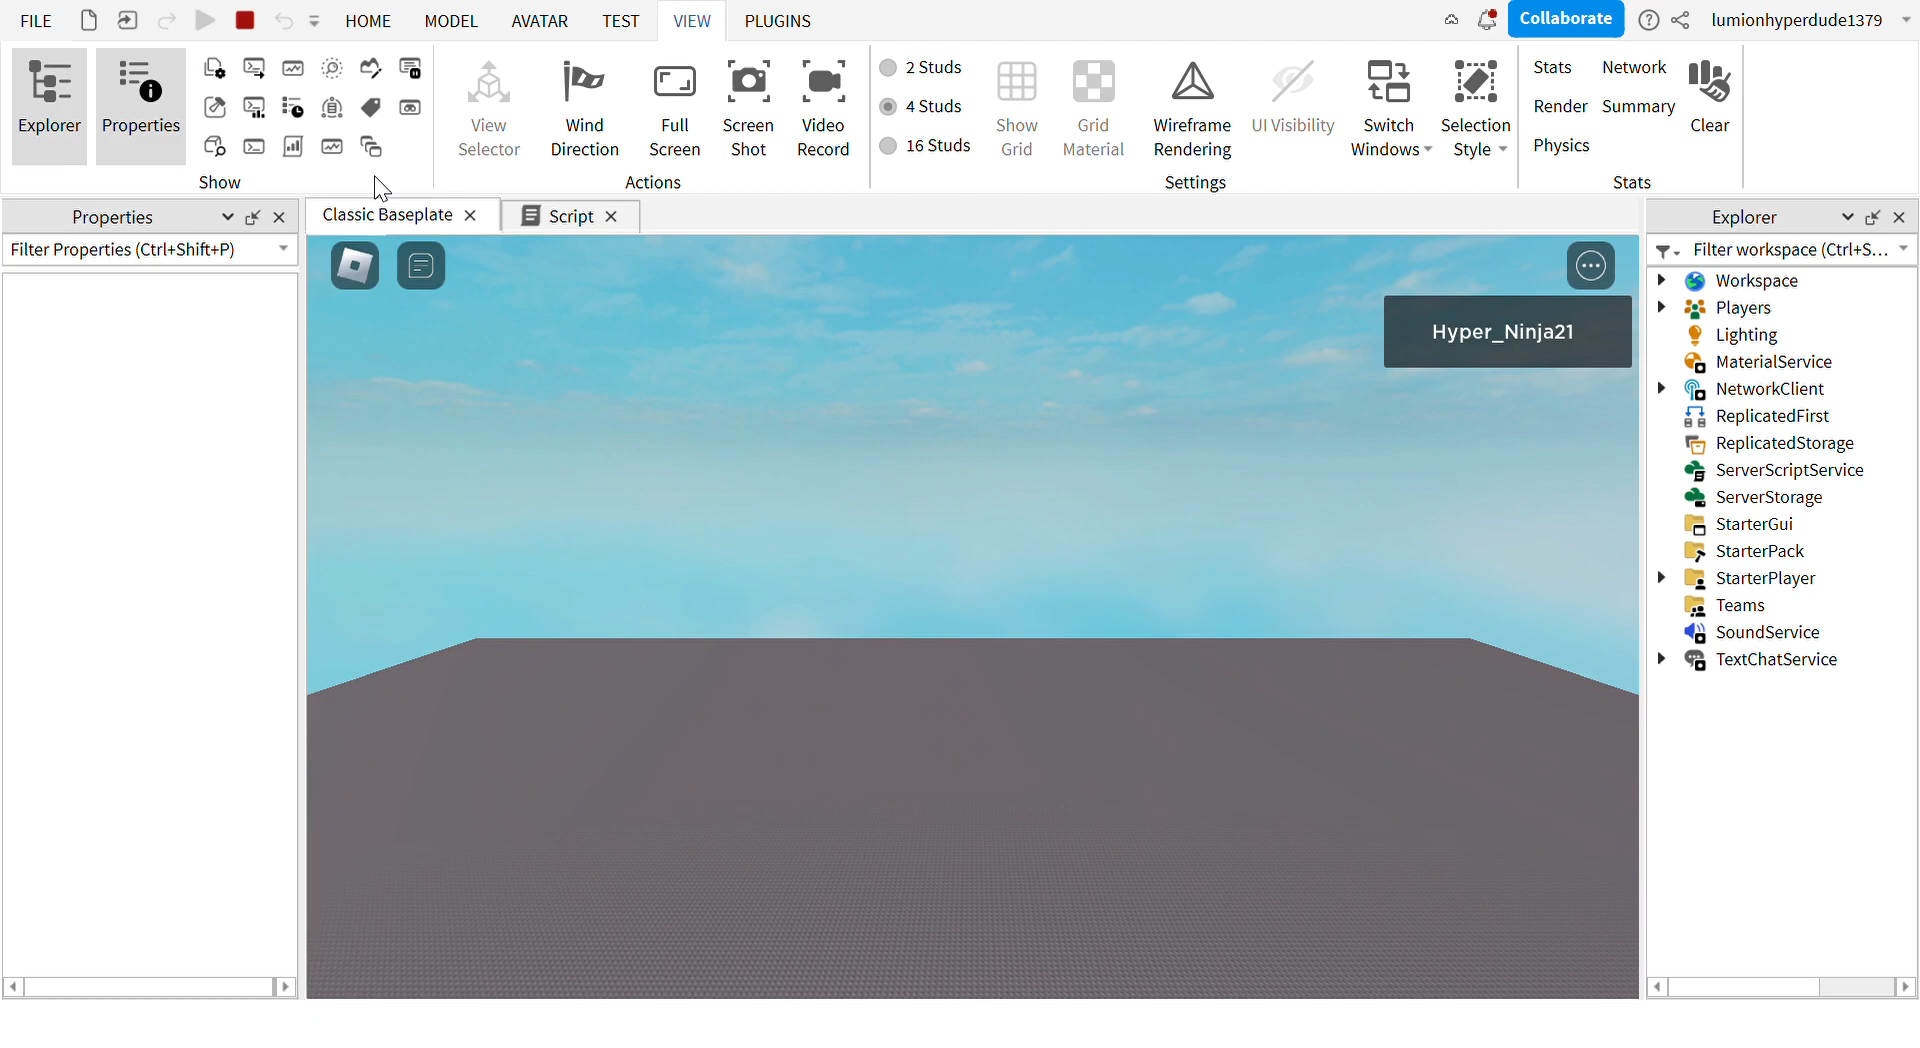 FILE HOME MODEL AVATAR TEST VIEW PLUGINS Collaborate lumionhyperdude1379
Explorer Properties
Show
View Selector
Wind Direction
Full Screen
Screen Shot
Video Record
Actions
2 Studs
4 Studs
16 Studs
Show Grid
Grid Material
Wireframe Rendering
UI Visibility
Switch Windows
Selection Style
Settings
Stats Network
Render Summary
Physics
Clear
Stats
Properties
Filter Properties (Ctrl+Shift+P)
Classic Baseplate
Script
Hyper_Ninja21
Explorer
Filter workspace (Ctrl+S...
Workspace
Players
Lighting
MaterialService
NetworkClient
ReplicatedFirst
ReplicatedStorage
ServerScriptService
ServerStorage
StarterGui
StarterPack
StarterPlayer
Teams
SoundService
TextChatService